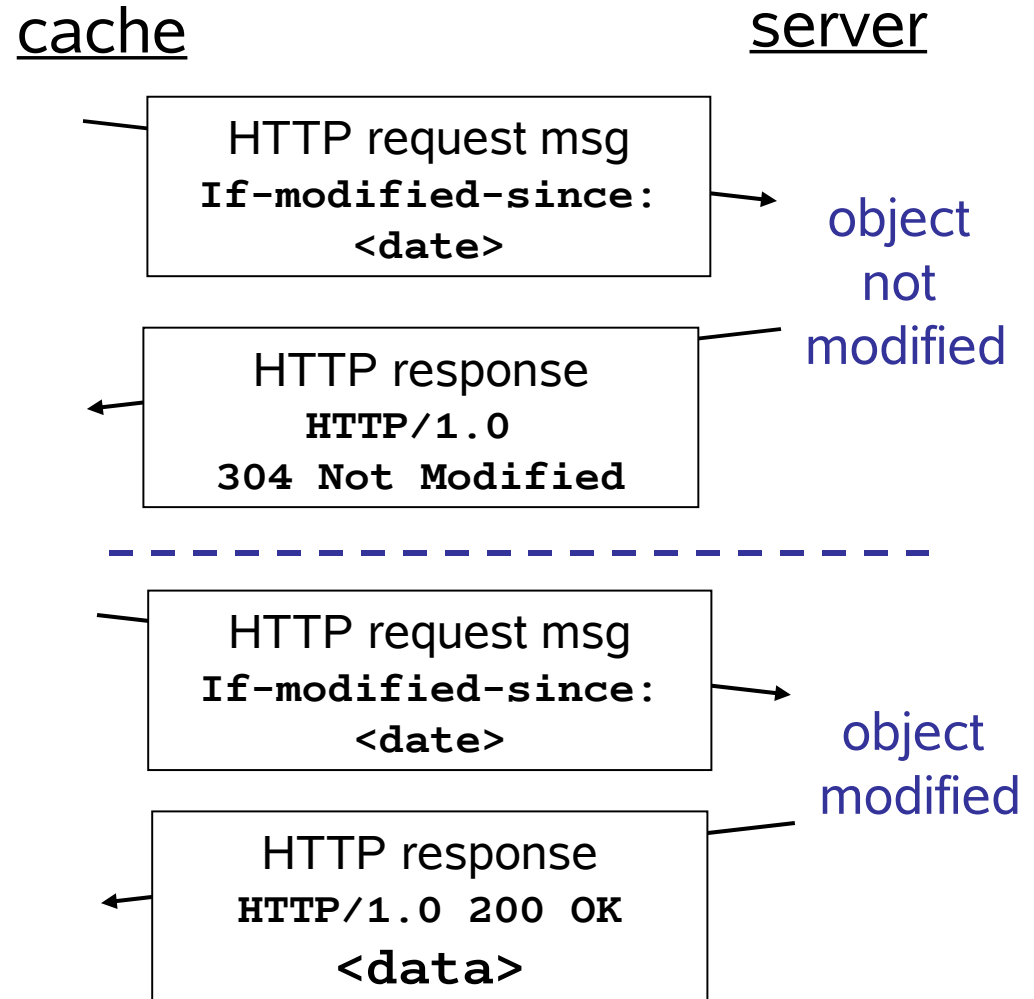 cache
server
HTTP request msg
If-modified-since:
<date>
object
not
modified
HTTP response
HTTP/1.0
304 Not Modified
HTTP request msg
If-modified-since:
<date>
object
modified
HTTP response
HTTP/1.0 200 OK
<data>